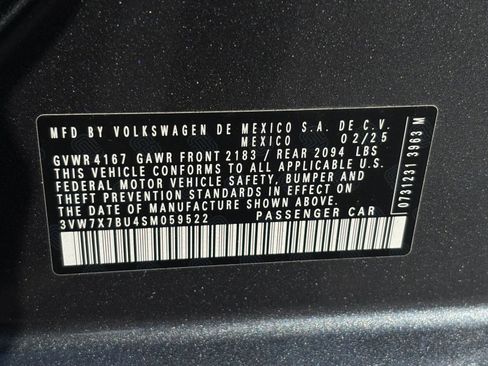 MFD BY VOLKSWAGEN DE MEXICO S.A. DE C.V.
MEXICO 02/25
GVWR 4167 GAWR FRONT 2183 / REAR 2094 LBS
THIS VEHICLE CONFORMS TO ALL APPLICABLE U.S.
FEDERAL MOTOR VEHICLE SAFETY, BUMPER AND
THEFT PREVENTION STANDARDS IN EFFECT ON
THE DATE OF MANUFACTURE SHOWN ABOVE.
3VW7X7BU4SM059522 PASSENGER CAR
0731231 3963 M